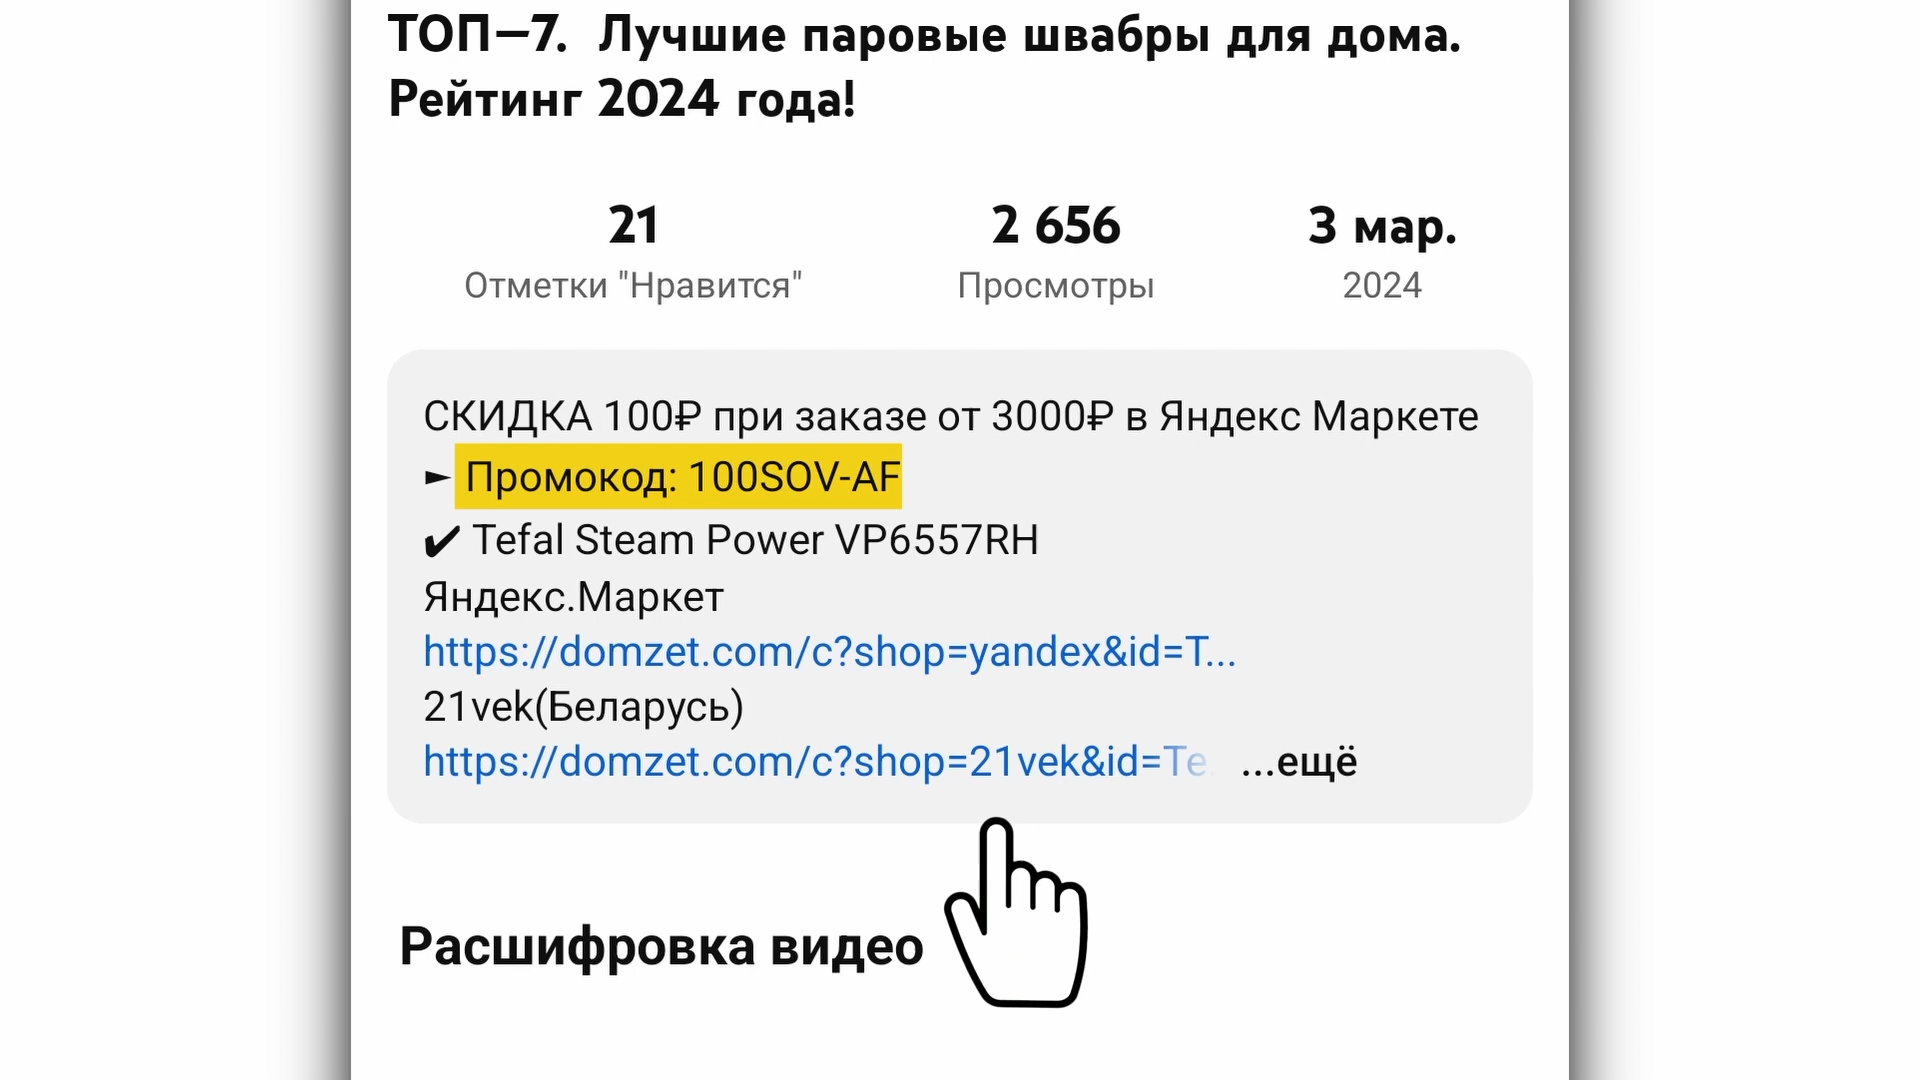 ТОП—7. Лучшие паровые швабры для дома.
Рейтинг 2024 года!
21 2 656 3 мар.
Отметки "Нравится" Просмотры 2024
СКИДКА 100₽ при заказе от 3000₽ в Яндекс Маркете
► Промокод: 100SOV-AF
✔ Tefal Steam Power VP6557RH
Яндекс.Маркет
https://domzet.com/c?shop=yandex&id=T...
21vek(Беларусь)
https://domzet.com/c?shop=21vek&id=Te. ...ещё
Расшифровка видео